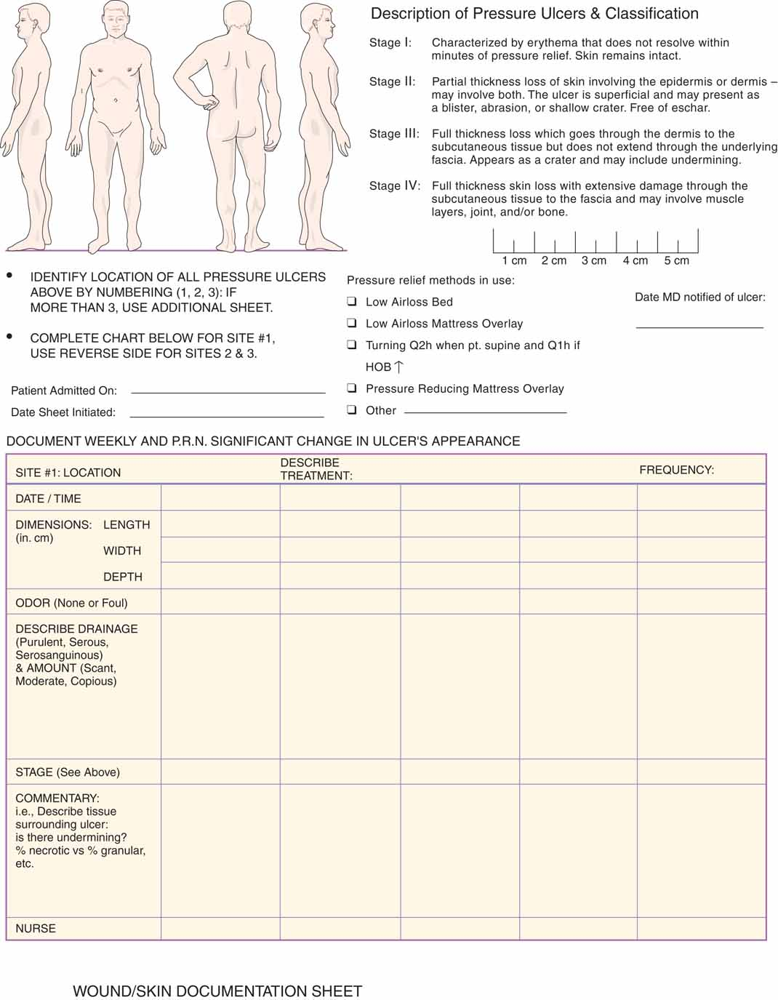 Description of Pressure Ulcers & Classification
Stage I: Characterized by erythema that does not resolve within
minutes of pressure relief. Skin remains intact.
Stage II: Partial thickness loss of skin involving the epidermis or dermis –
may involve both. The ulcer is superficial and may present as
a blister, abrasion, or shallow crater. Free of eschar.
Stage III: Full thickness loss which goes through the dermis to the
subcutaneous tissue but does not extend through the underlying
fascia. Appears as a crater and may include undermining.
Stage IV: Full thickness skin loss with extensive damage through the
subcutaneous tissue to the fascia and may involve muscle
layers, joint, and/or bone.
1 cm 2 cm 3 cm 4 cm 5 cm
• IDENTIFY LOCATION OF ALL PRESSURE ULCERS
ABOVE BY NUMBERING (1, 2, 3): IF
MORE THAN 3, USE ADDITIONAL SHEET.
• COMPLETE CHART BELOW FOR SITE #1,
USE REVERSE SIDE FOR SITES 2 & 3.
Patient Admitted On:
Date Sheet Initiated:
Pressure relief methods in use:
❑ Low Airloss Bed
❑ Low Airloss Mattress Overlay
❑ Turning Q2h when pt. supine and Q1h if
HOB ↑
❑ Pressure Reducing Mattress Overlay
❑ Other
Date MD notified of ulcer:
DOCUMENT WEEKLY AND P.R.N. SIGNIFICANT CHANGE IN ULCER'S APPEARANCE
SITE #1: LOCATION
DESCRIBE
TREATMENT:
FREQUENCY:
DATE / TIME
DIMENSIONS: LENGTH
(in. cm)
WIDTH
DEPTH
ODOR (None or Foul)
DESCRIBE DRAINAGE
(Purulent, Serous,
Serosanguinous)
& AMOUNT (Scant,
Moderate, Copious)
STAGE (See Above)
COMMENTARY:
i.e., Describe tissue
surrounding ulcer:
is there undermining?
% necrotic vs % granular,
etc.
NURSE
WOUND/SKIN DOCUMENTATION SHEET